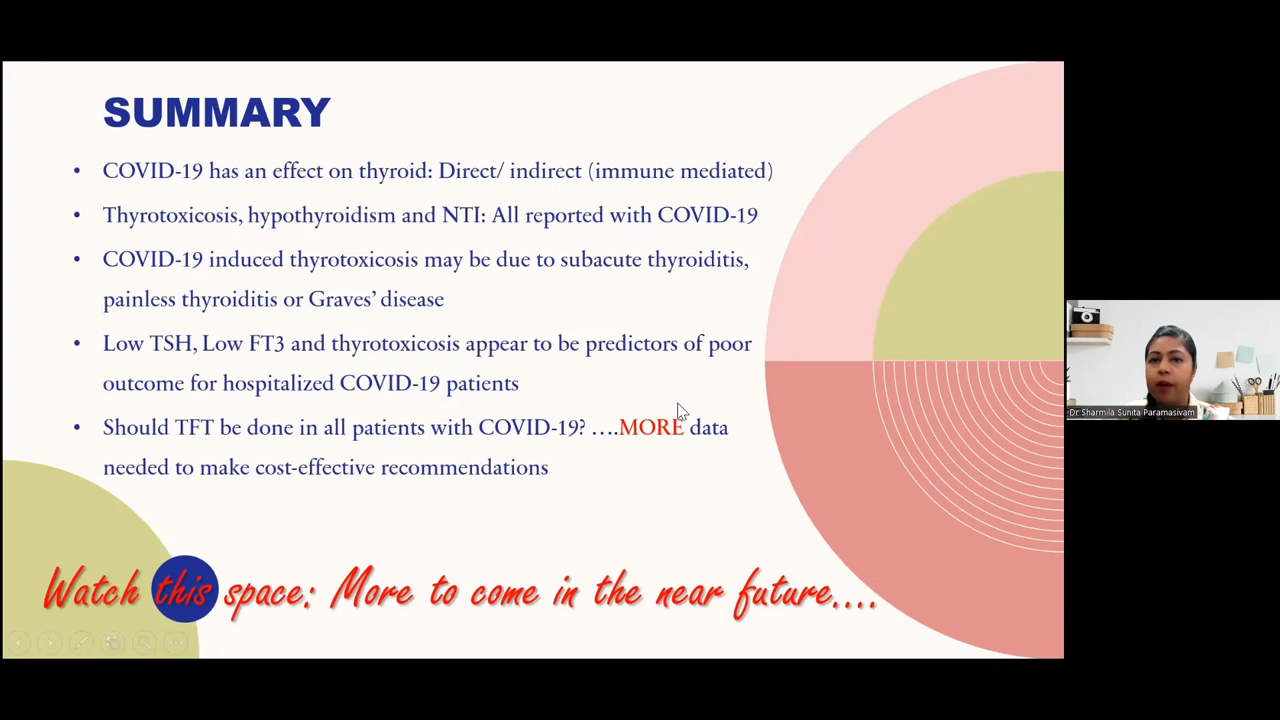 SUMMARY
• COVID-19 has an effect on thyroid: Direct/ indirect (immune mediated)
• Thyrotoxicosis, hypothyroidism and NTI: All reported with COVID-19
• COVID-19 induced thyrotoxicosis may be due to subacute thyroiditis,
painless thyroiditis or Graves’ disease
• Low TSH, Low FT3 and thyrotoxicosis appear to be predictors of poor
outcome for hospitalized COVID-19 patients
• Should TFT be done in all patients with COVID-19? ….MORE data
needed to make cost-effective recommendations
Watch this space: More to come in the near future....
Dr Sharmila Sunita Paramasivam